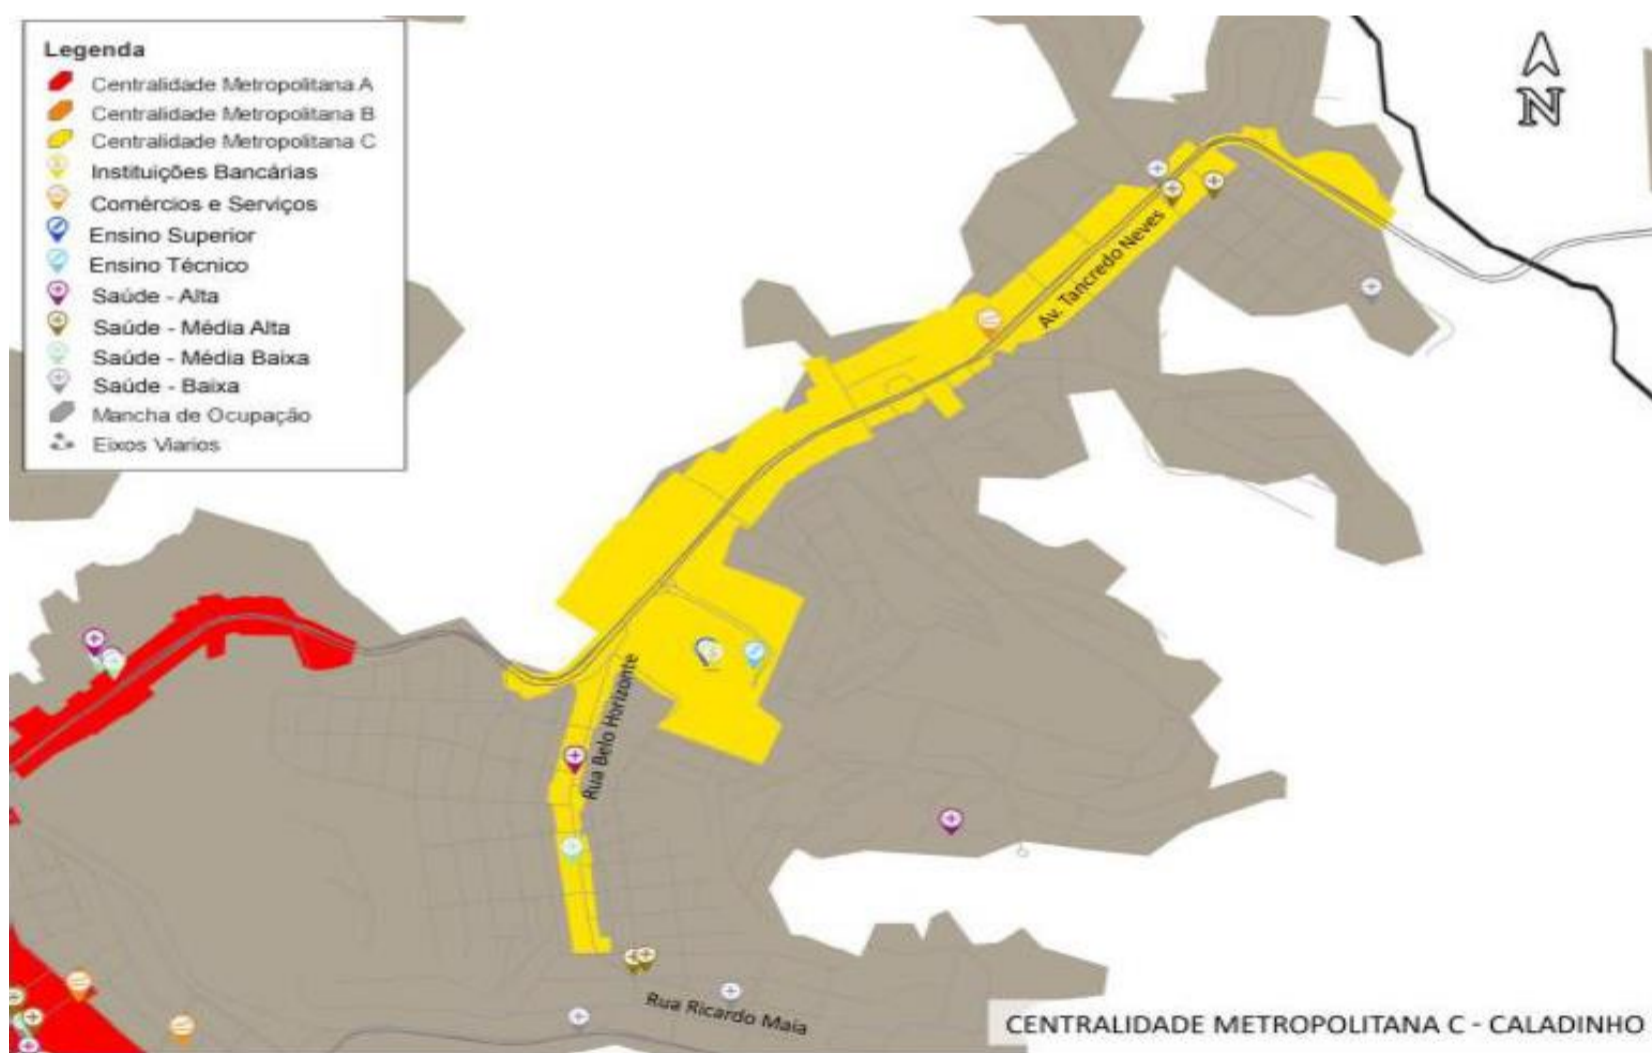 Legenda
Centralidade Metropolitana A
Centralidade Metropolitana B
Centralidade Metropolitana C
Instituições Bancárias
Comércios e Serviços
Ensino Superior
Ensino Técnico
Saúde - Alta
Saúde - Média Alta
Saúde - Média Baixa
Saúde - Baixa
Mancha de Ocupação
Eixos Viarios
N
Av. Tancredo Neves
Rua Belo Horizonte
Rua Ricardo Maia
CENTRALIDADE METROPOLITANA C - CALADINHO